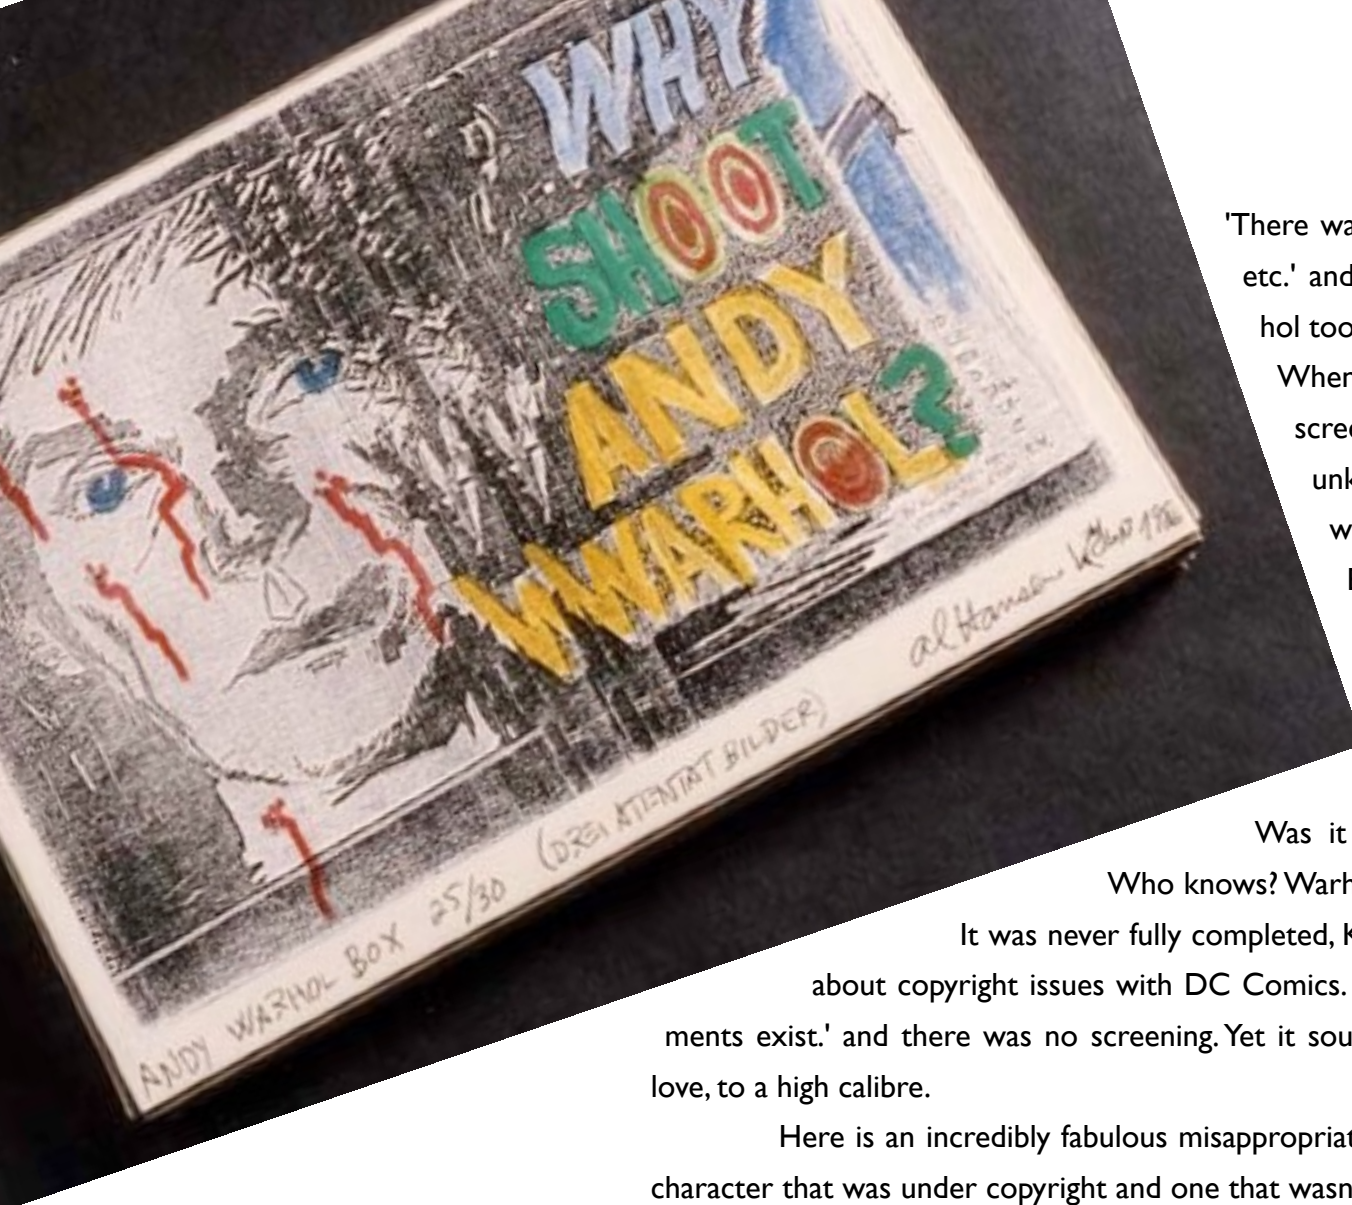 WHY
SHOOT
ANDY
WARHOL?
al Hansen Köln
ANDY WARHOL BOX 25/30 (DREI ATENTAT BILDER)
'There wa
etc.' and
hol too
When
scree
unk
w
Was it
Who knows? Warh
It was never fully completed, K
about copyright issues with DC Comics.
ments exist.' and there was no screening. Yet it sou
love, to a high calibre.
Here is an incredibly fabulous misappropriat
character that was under copyright and one that wasn